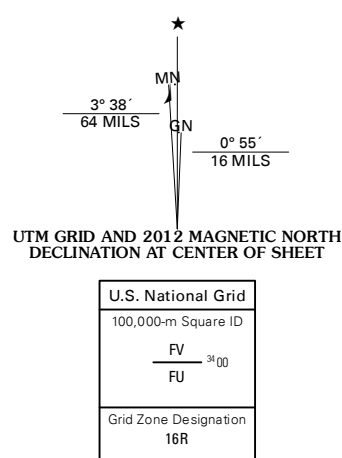 ★
MN
3° 38´
64 MILS
GN
0° 55´
16 MILS
UTM GRID AND 2012 MAGNETIC NORTH
DECLINATION AT CENTER OF SHEET
U.S. National Grid
100,000-m Square ID
FV
3400
FU
Grid Zone Designation
16R